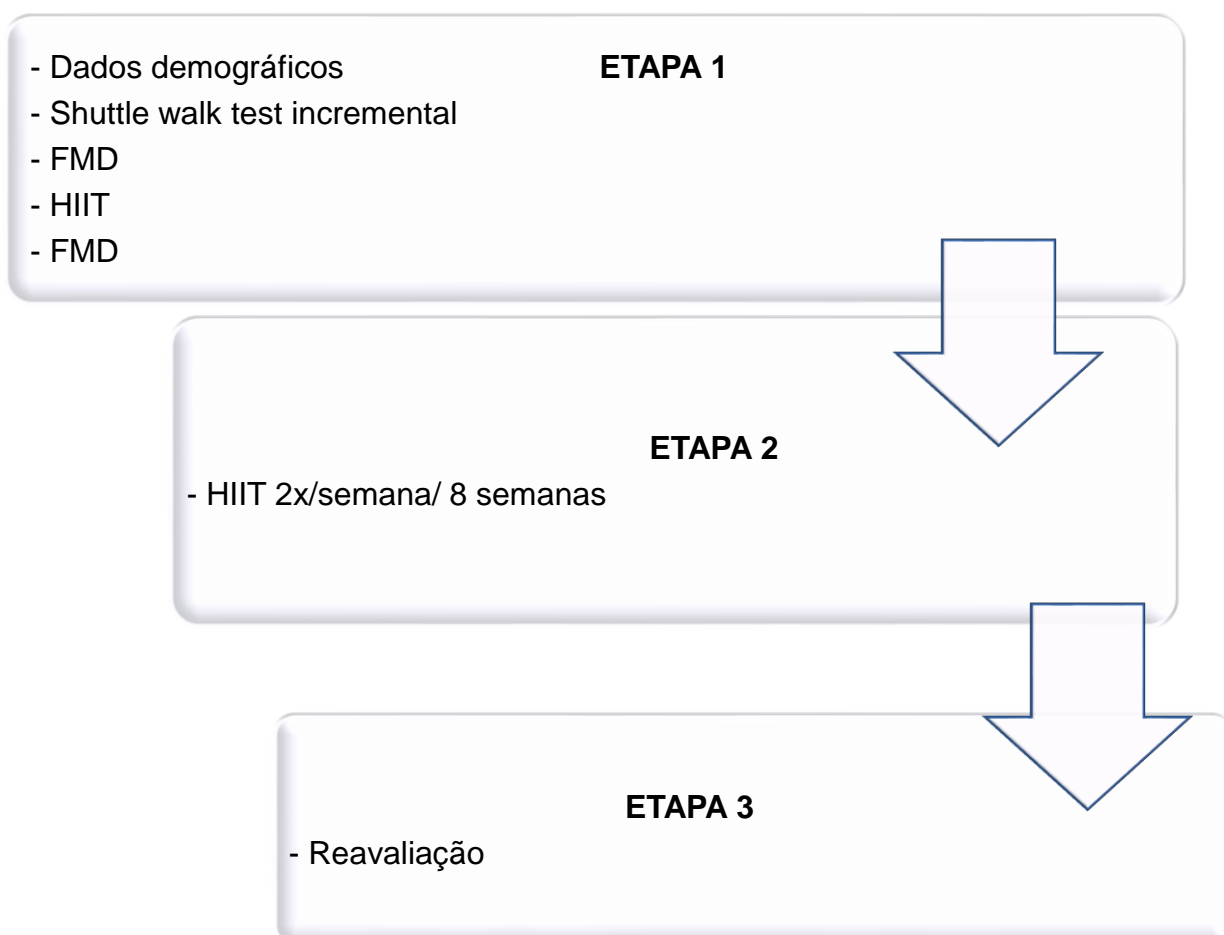 - Dados demográficos ETAPA 1
- Shuttle walk test incremental
- FMD
- HIIT
- FMD
ETAPA 2
- HIIT 2x/semana/ 8 semanas
ETAPA 3
- Reavaliação